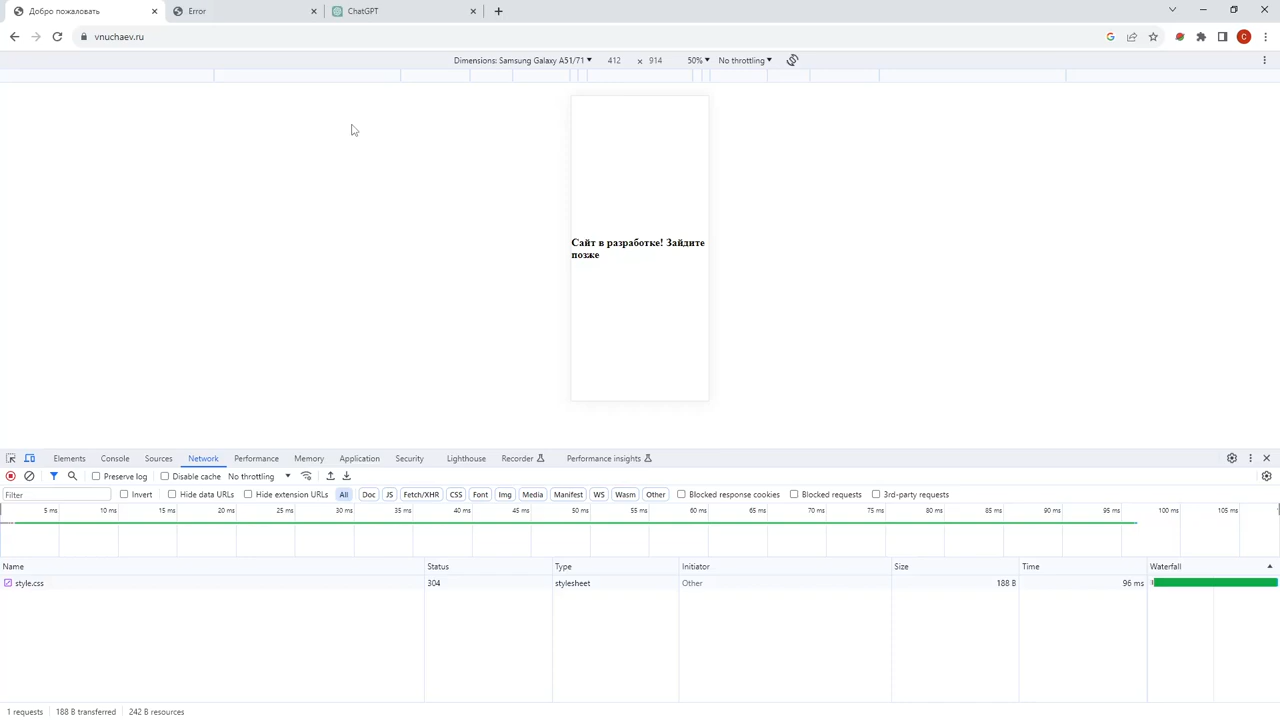 Добро пожаловать
Error
ChatGPT
vnuchaev.ru
Dimensions: Samsung Galaxy A51/71 412 × 914 50% No throttling
Сайт в разработке! Зайдите
позже
Elements Console Sources Network Performance Memory Application Security Lighthouse Recorder Performance insights
Preserve log Disable cache No throttling
Filter Invert Hide data URLs Hide extension URLs All Doc JS Fetch/XHR CSS Font Img Media Manifest WS Wasm Other Blocked response cookies Blocked requests 3rd-party requests
5 ms 10 ms 15 ms 20 ms 25 ms 30 ms 35 ms 40 ms 45 ms 50 ms 55 ms 60 ms 65 ms 70 ms 75 ms 80 ms 85 ms 90 ms 95 ms 100 ms 105 ms
Name Status Type Initiator Size Time Waterfall
style.css 304 stylesheet Other 188 B 96 ms
1 requests 188 B transferred 242 B resources